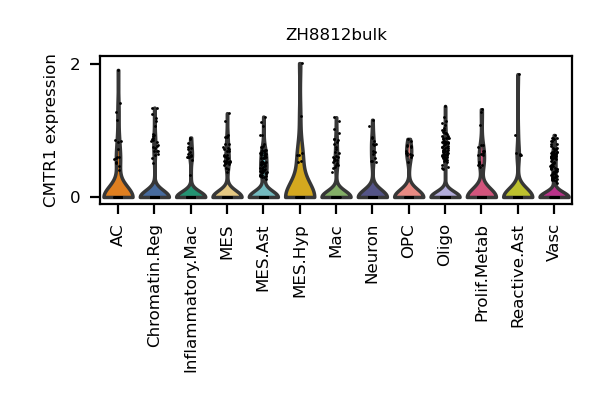 ZH8812bulk
CMTR1 expression
2
0
AC
Chromatin.Reg
Inflammatory.Mac
MES
MES.Ast
MES.Hyp
Mac
Neuron
OPC
Oligo
Prolif.Metab
Reactive.Ast
Vasc